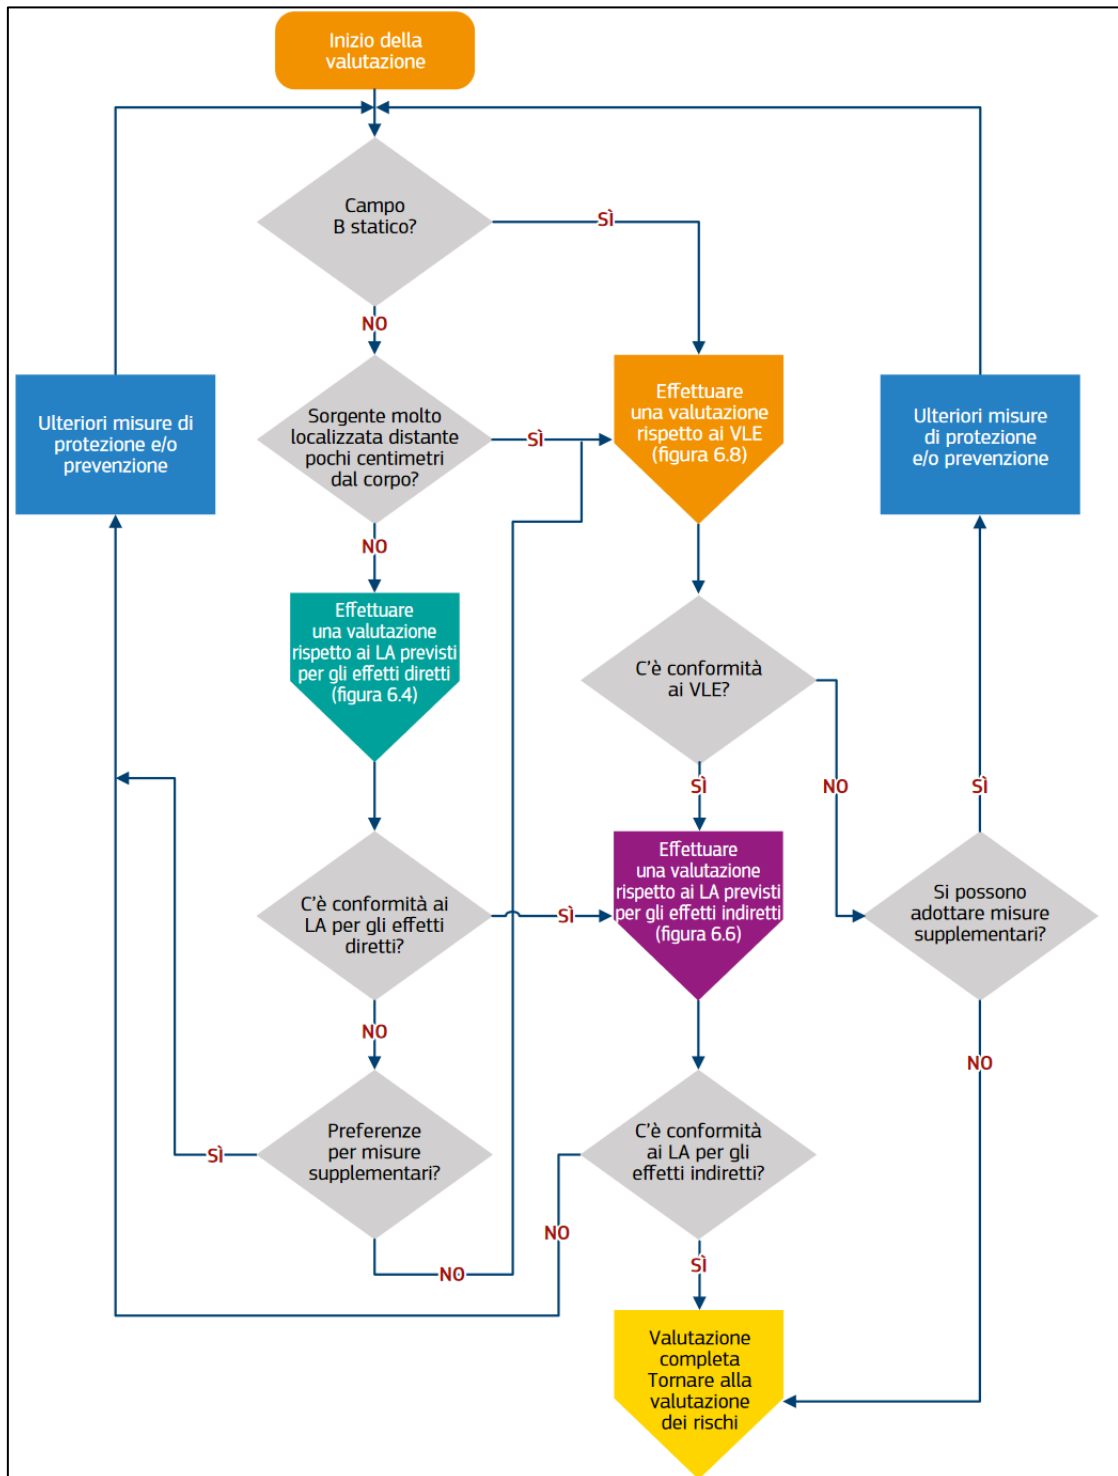 Inizio della
valutazione
Campo
B statico?
SÌ
NO
Ulteriori misure di
protezione e/o
prevenzione
Sorgente molto
localizzata distante
pochi centimetri
dal corpo?
SÌ
Effettuare
una valutazione
rispetto ai VLE
(figura 6.8)
Ulteriori misure
di protezione
e/o prevenzione
NO
Effettuare
una valutazione
rispetto ai LA previsti
per gli effetti diretti
(figura 6.4)
C'è conformità
ai VLE?
SÌ
NO
SÌ
C'è conformità ai
LA per gli effetti
diretti?
SÌ
Effettuare
una valutazione
rispetto ai LA previsti
per gli effetti indiretti
(figura 6.6)
Si possono
adottare misure
supplementari?
NO
NO
Preferenze
per misure
supplementari?
SÌ
C'è conformità
ai LA per gli
effetti indiretti?
NO
NO
SÌ
Valutazione
completa
Tornare alla
valutazione
dei rischi